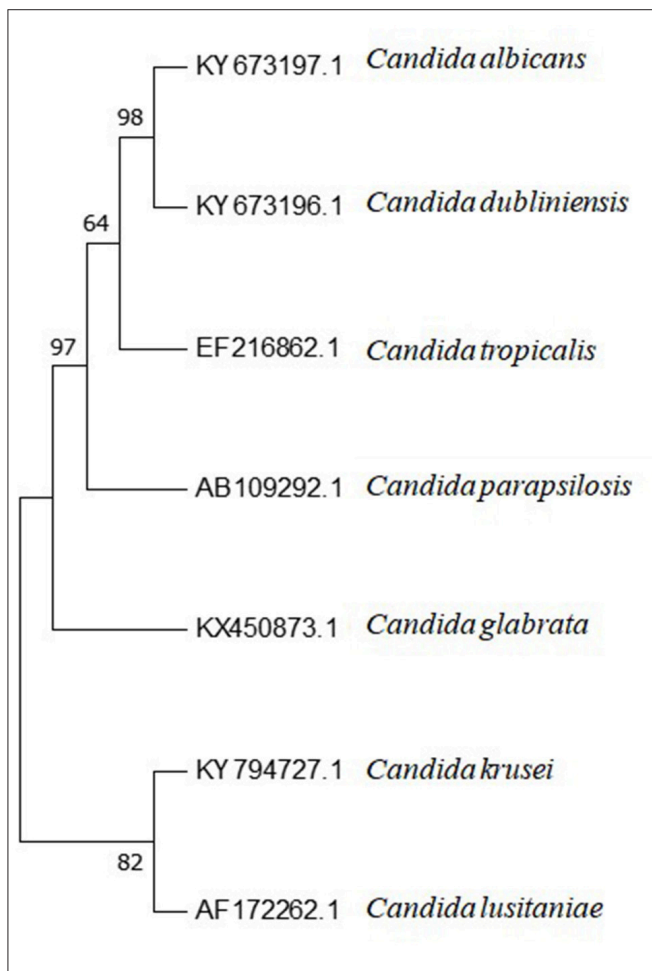 KY673197.1 Candida albicans
98
KY673196.1 Candida dubliniensis
64
EF216862.1 Candida tropicalis
97
AB109292.1 Candida parapsilosis
KX450873.1 Candida glabrata
KY794727.1 Candida krusei
82
AF172262.1 Candida lusitaniae